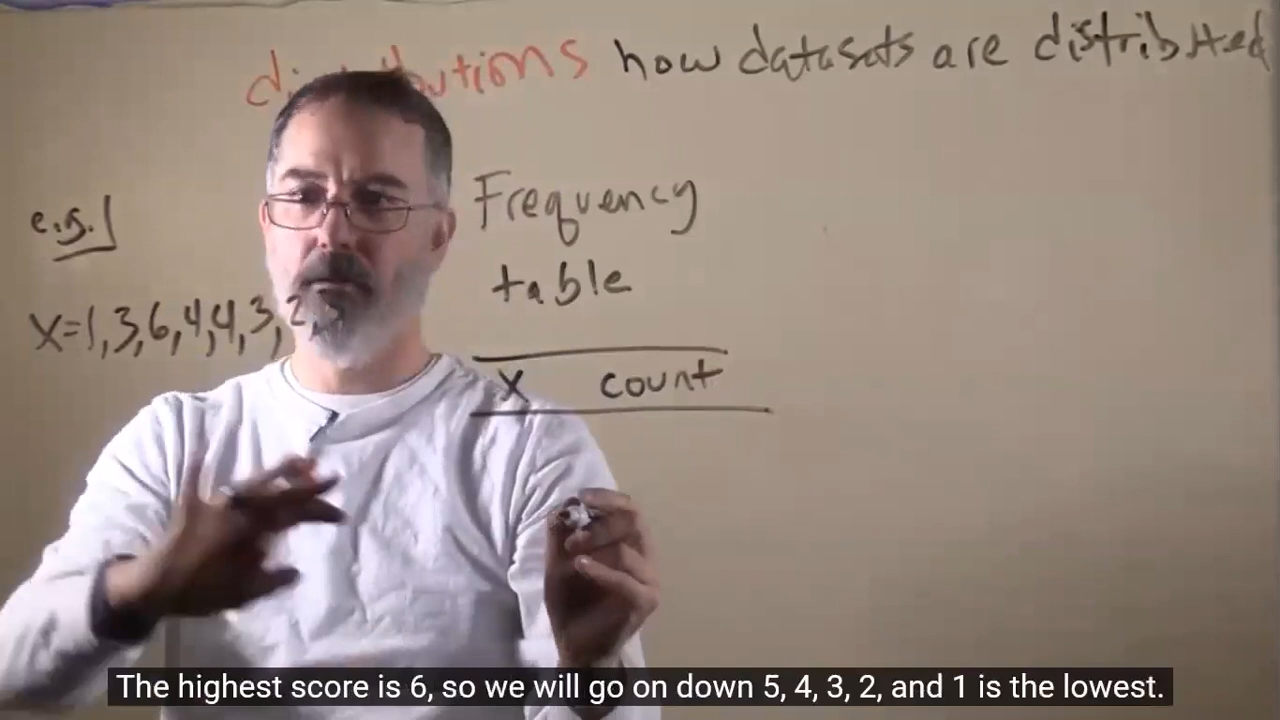 distributions how datasets are distributed
e.g.
Frequency
table
X=1,3,6,4,4,3,2,5
X count
The highest score is 6, so we will go on down 5, 4, 3, 2, and 1 is the lowest.